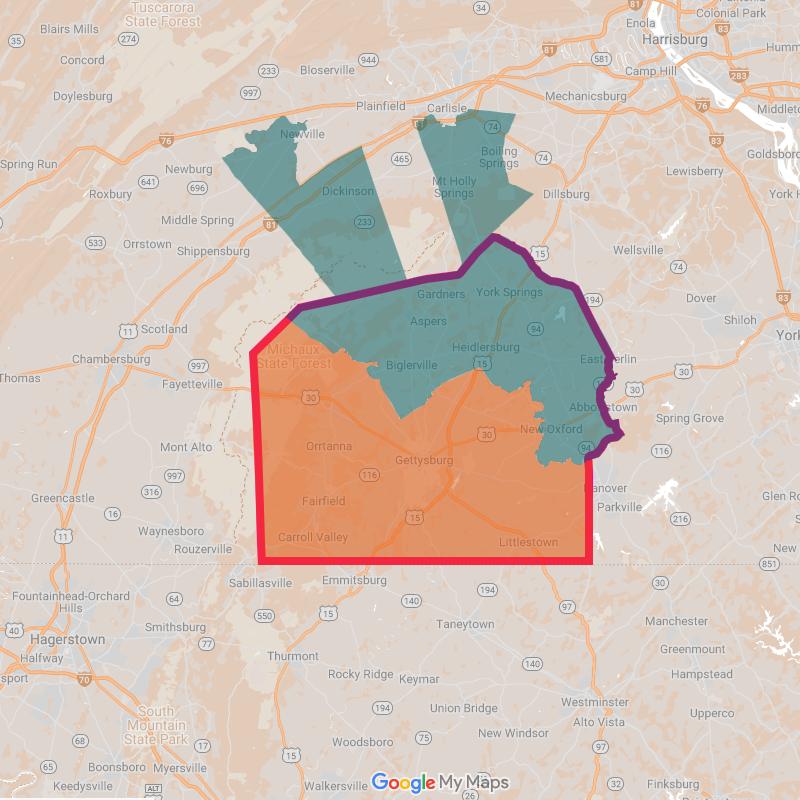 Tuscarora
State Forest
Blairs Mills
35
274
Concord
Doylesburg
233
944
Bloserville
997
34
81
Enola
Colonial Park
83
Harrisburg
581
Camp Hill
283
81
Mechanicsburg
76
Middletow
Plainfield
Carlisle
Newville
76
74
Boiling
Springs
465
74
83
Goldsboro
Spring Run
Newburg
641
696
Roxbury
Dickinson
Mt Holly
Springs
Dillsburg
Lewisberry
York H
Middle Spring
81
233
533
Orrstown
Shippensburg
15
Wellsville
74
Gardners
York Springs
194
Dover
83
11
Scotland
Aspers
94
Shiloh
York
Michaux
State Forest
Heidlersburg
Biglerville
15
East Berlin
Chambersburg
997
Thomas
Fayetteville
30
30
30
Abbottstown
Spring Grove
New Oxford
30
Orrtanna
Gettysburg
94
116
Mont Alto
997
116
Hanover
Parkville
316
Greencastle
16
Fairfield
15
216
Glen Ro
11
Waynesboro
Rouzerville
Carroll Valley
Littlestown
New
851
Sabillasville
Emmitsburg
194
30
Fountainhead-Orchard
Hills
64
550
15
140
97
40
Smithsburg
77
Taneytown
Manchester
Hagerstown
Halfway
Thurmont
Greenmount
sport
70
Rocky Ridge
Keymar
140
Hampstead
194
Union Bridge
Westminster
South
Mountain
State Park
Alto Vista
Upperco
68
17
15
Woodsboro
75
New Windsor
97
65
Boonsboro
Myersville
Keedysville
ALT
Walkersville
Google My Maps
26
32
Finksburg